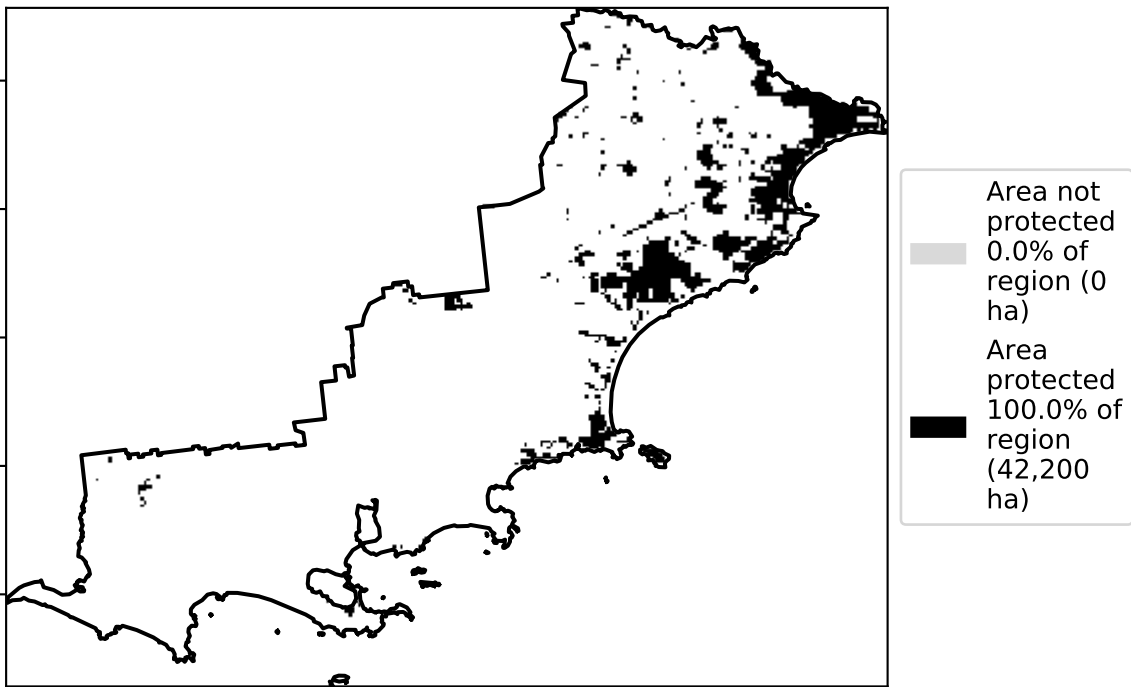 Area not
protected
0.0% of
region (0
ha)
Area
protected
100.0% of
region
(42,200
ha)